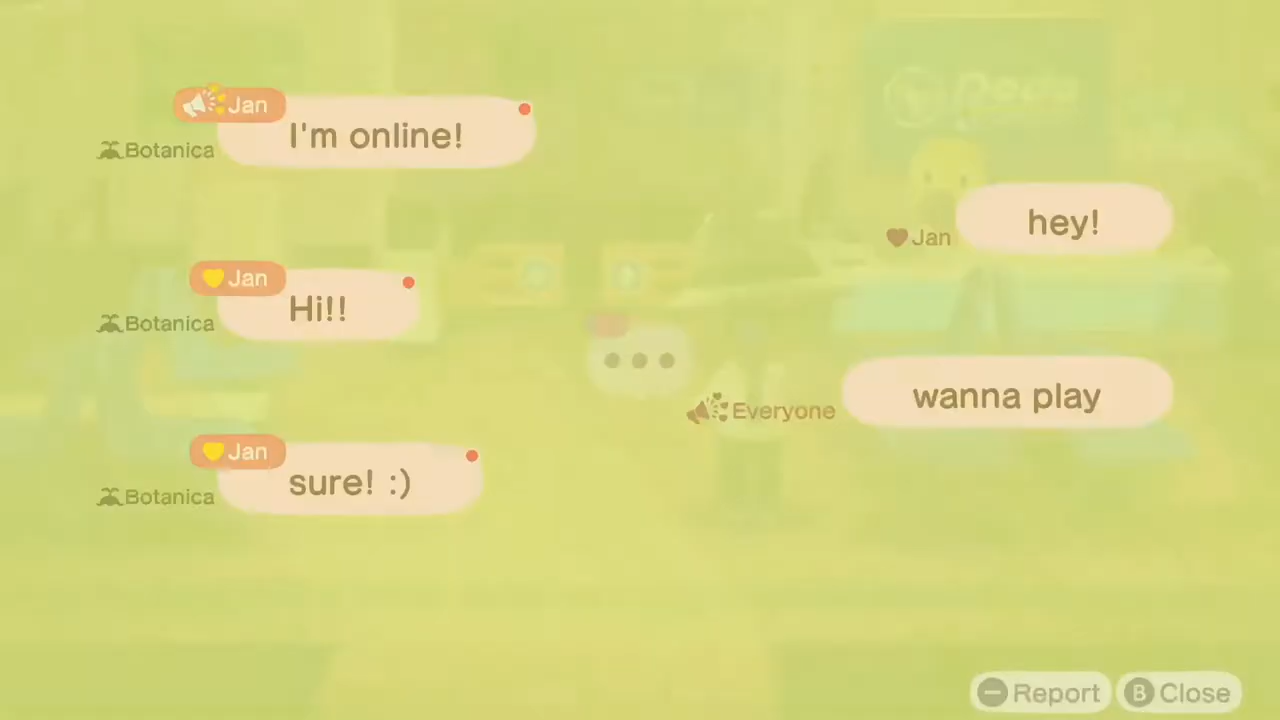 Jan
I'm online!
Botanica
hey!
Jan
Jan
Hi!!
Botanica
wanna play
Everyone
Jan
sure! :)
Botanica
Report
B Close